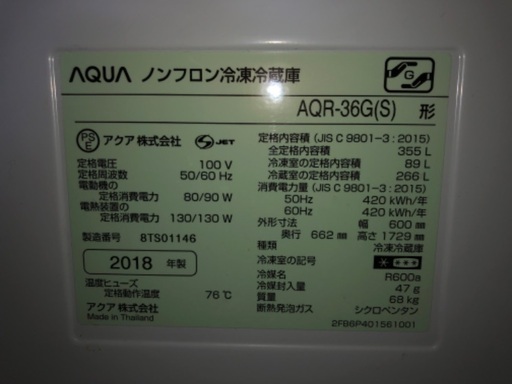 AQUA ノンフロン冷凍冷蔵庫
G
AQR-36G(S) 形
PS
E
アクア株式会社
S JET
定格電圧 100 V
定格周波数 50/60 Hz
電動機の
定格消費電力 80/90 W
電熱装置の
定格消費電力 130/130 W
製造番号 8TS01146
2018 年製
温度ヒューズ
定格動作温度 76℃
アクア株式会社
Made in Thailand
定格内容積 (JIS C 9801-3 : 2015)
全定格内容積 355 L
冷凍室の定格内容積 89 L
冷蔵室の定格内容積 266 L
消費電力量 (JIS C 9801-3 : 2015)
50Hz 420 kWh/年
60Hz 420 kWh/年
外形寸法 幅 600 mm
奥行 662 mm 高さ 1729 mm
種類 冷凍冷蔵庫
冷凍室の記号
冷媒 R600a
冷媒封入量 47 g
質量 68 kg
断熱発泡ガス シクロペンタン
2FB6P401561001